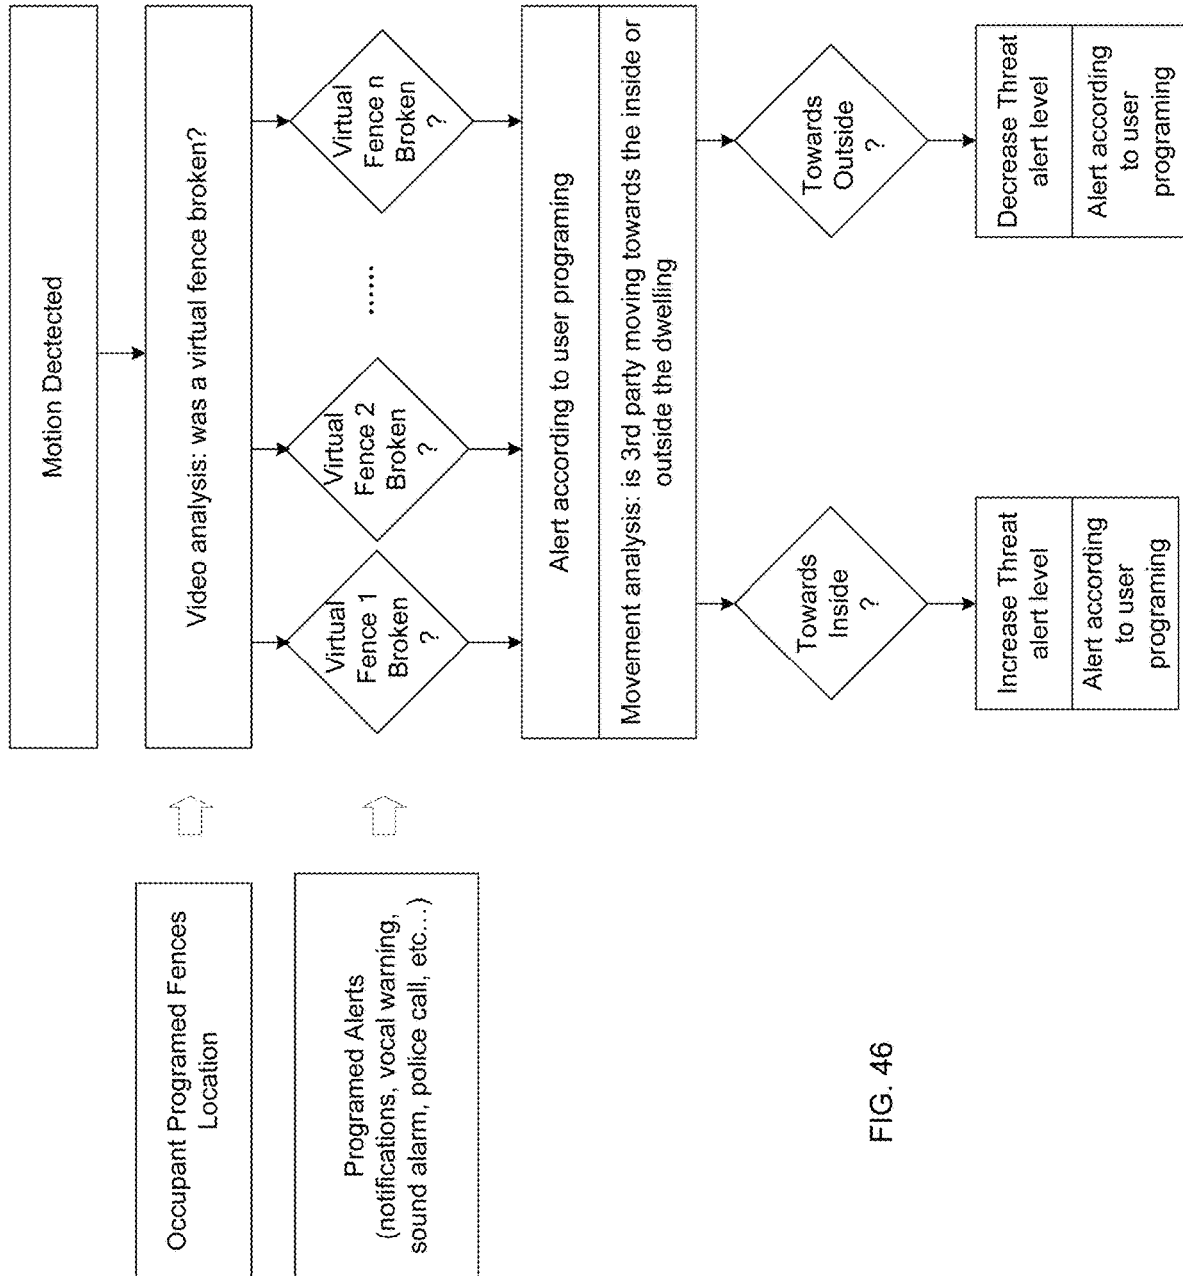 Motion Dectected
Occupant Programed Fences
Location
Video analysis: was a virtual fence broken?
Programed Alerts
(notifications, vocal warning,
sound alarm, police call, etc...)
Virtual
Fence 1
Broken
?
Virtual
Fence 2
Broken
?
......
Virtual
Fence n
Broken
?
Alert according to user programing
Movement analysis: is 3rd party moving towards the inside or
outside the dwelling
Towards
Inside
?
Towards
Outside
?
Increase Threat
alert level
Alert according
to user
programing
Decrease Threat
alert level
Alert according
to user
programing
FIG. 46